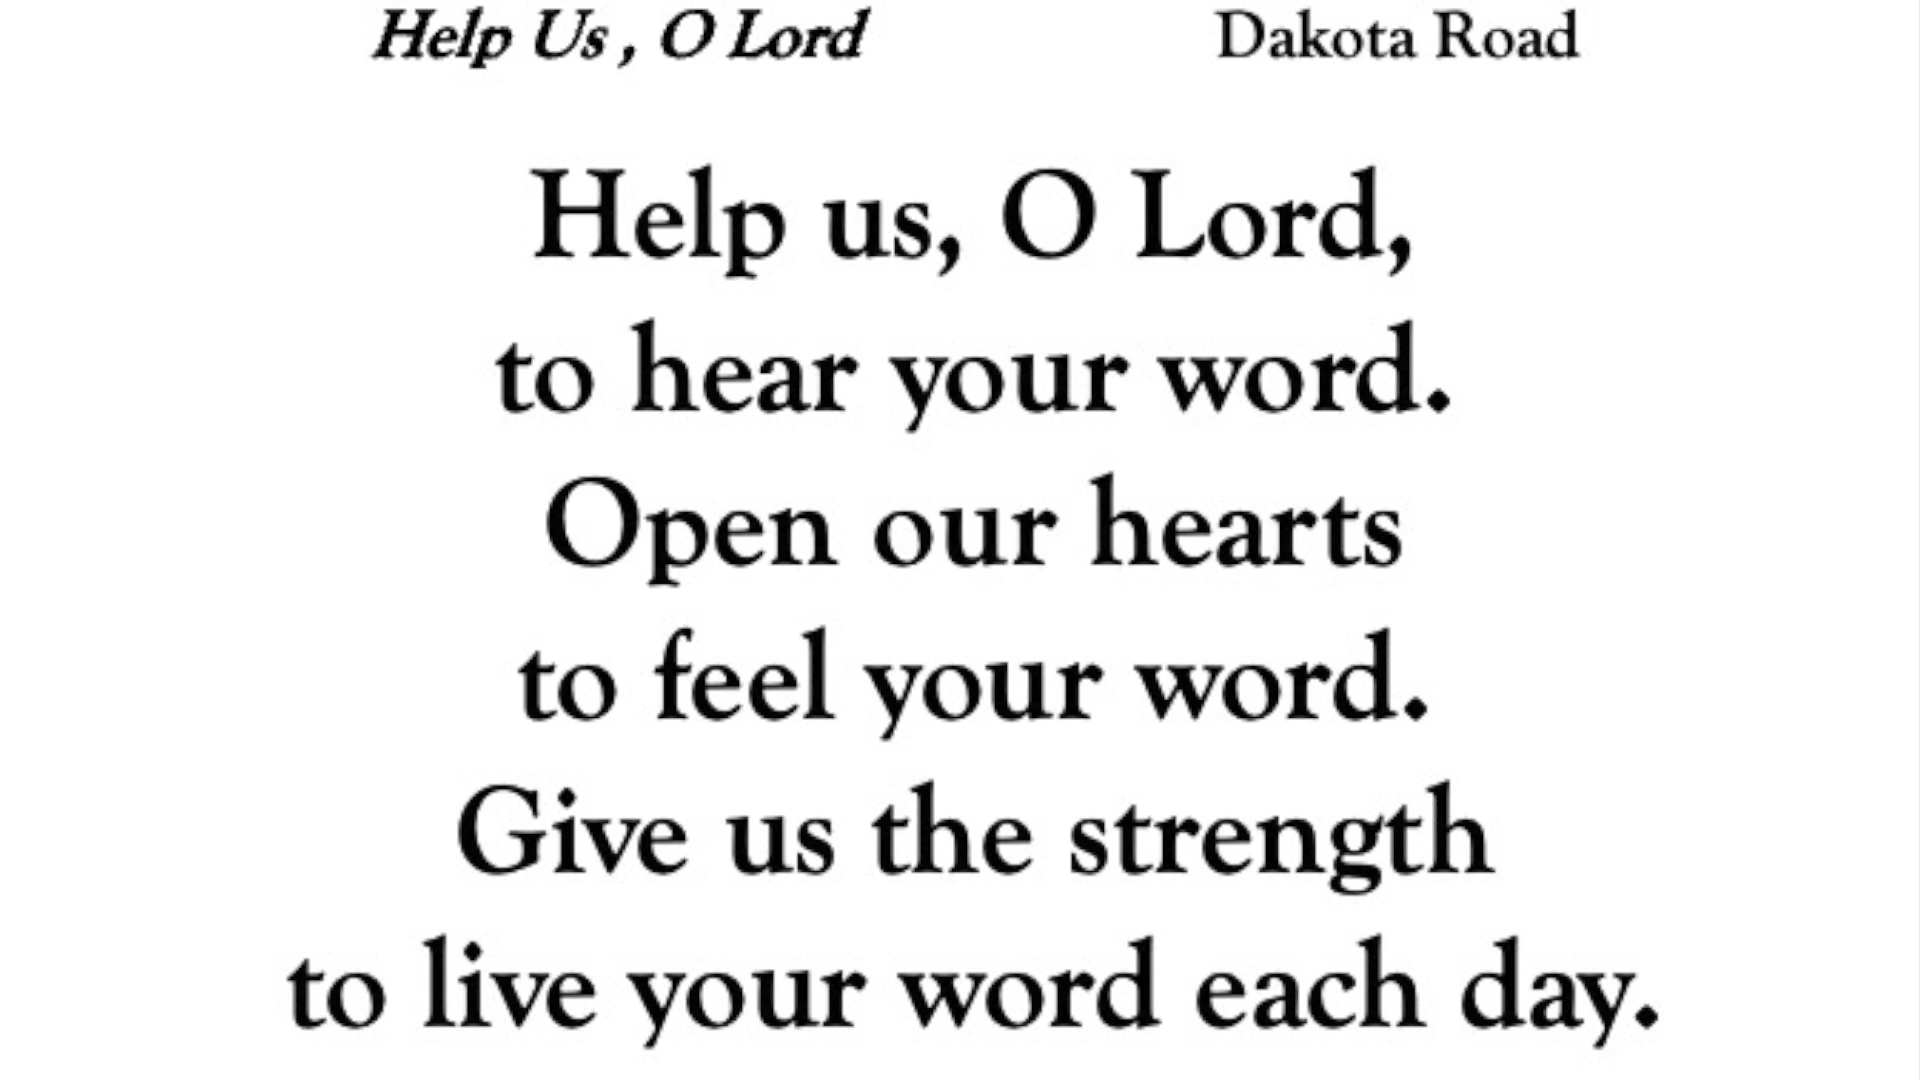 Help Us , O Lord Dakota Road
Help us, O Lord,
to hear your word.
Open our hearts
to feel your word.
Give us the strength
to live your word each day.